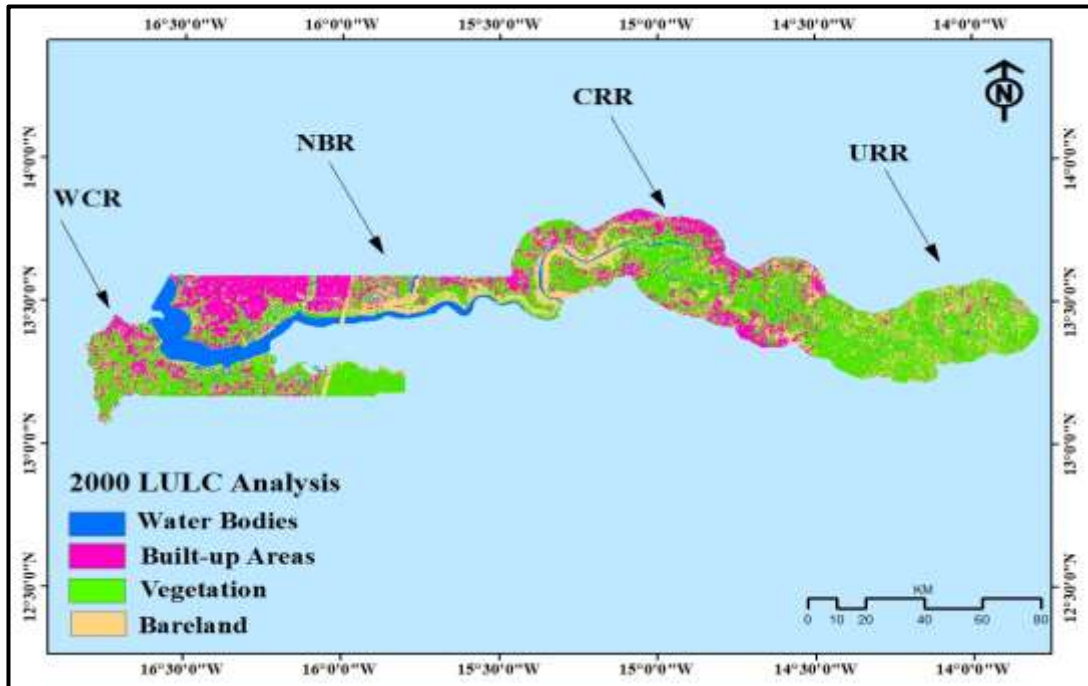 16°30'0"W 16°0'0"W 15°30'0"W 15°0'0"W 14°30'0"W 14°0'0"W
N
CRR
NBR
URR
WCR
14°0'0"N
14°0'0"N
13°30'0"N
13°30'0"N
13°0'0"N
13°0'0"N
12°30'0"N
12°30'0"N
2000 LULC Analysis
Water Bodies
Built-up Areas
Vegetation
Bareland
KM
0 10 20 40 60 80
16°30'0"W 16°0'0"W 15°30'0"W 15°0'0"W 14°30'0"W 14°0'0"W